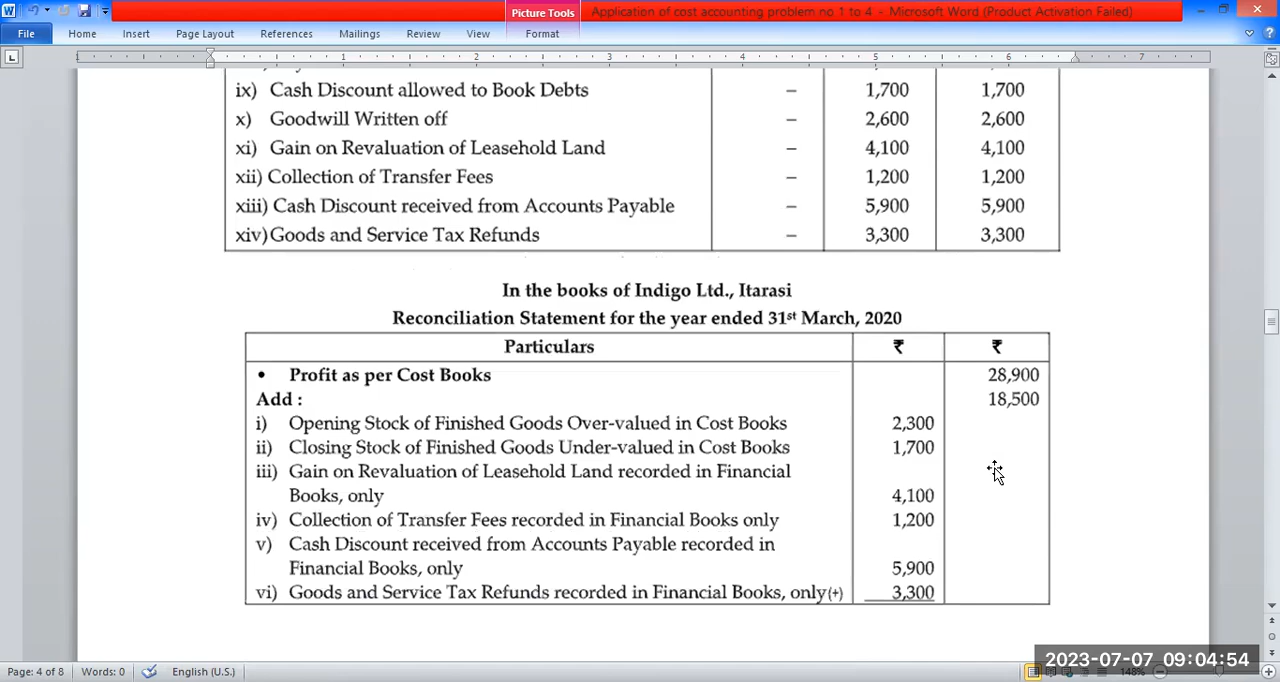 Picture Tools
Application of cost accounting problem no 1 to 4 - Microsoft Word (Product Activation Failed)
File Home Insert Page Layout References Mailings Review View Format
1 1 2 3 4 5 6 7
ix) Cash Discount allowed to Book Debts – 1,700 1,700
x) Goodwill Written off – 2,600 2,600
xi) Gain on Revaluation of Leasehold Land – 4,100 4,100
xii) Collection of Transfer Fees – 1,200 1,200
xiii) Cash Discount received from Accounts Payable – 5,900 5,900
xiv) Goods and Service Tax Refunds – 3,300 3,300
In the books of Indigo Ltd., Itarasi
Reconciliation Statement for the year ended 31st March, 2020
Particulars ₹ ₹
• Profit as per Cost Books 28,900
Add : 18,500
i) Opening Stock of Finished Goods Over-valued in Cost Books 2,300
ii) Closing Stock of Finished Goods Under-valued in Cost Books 1,700
iii) Gain on Revaluation of Leasehold Land recorded in Financial
Books, only 4,100
iv) Collection of Transfer Fees recorded in Financial Books only 1,200
v) Cash Discount received from Accounts Payable recorded in
Financial Books, only 5,900
vi) Goods and Service Tax Refunds recorded in Financial Books, only(+) 3,300
2023-07-07 09:04:54
Page: 4 of 8 Words: 0 English (U.S.) 148%